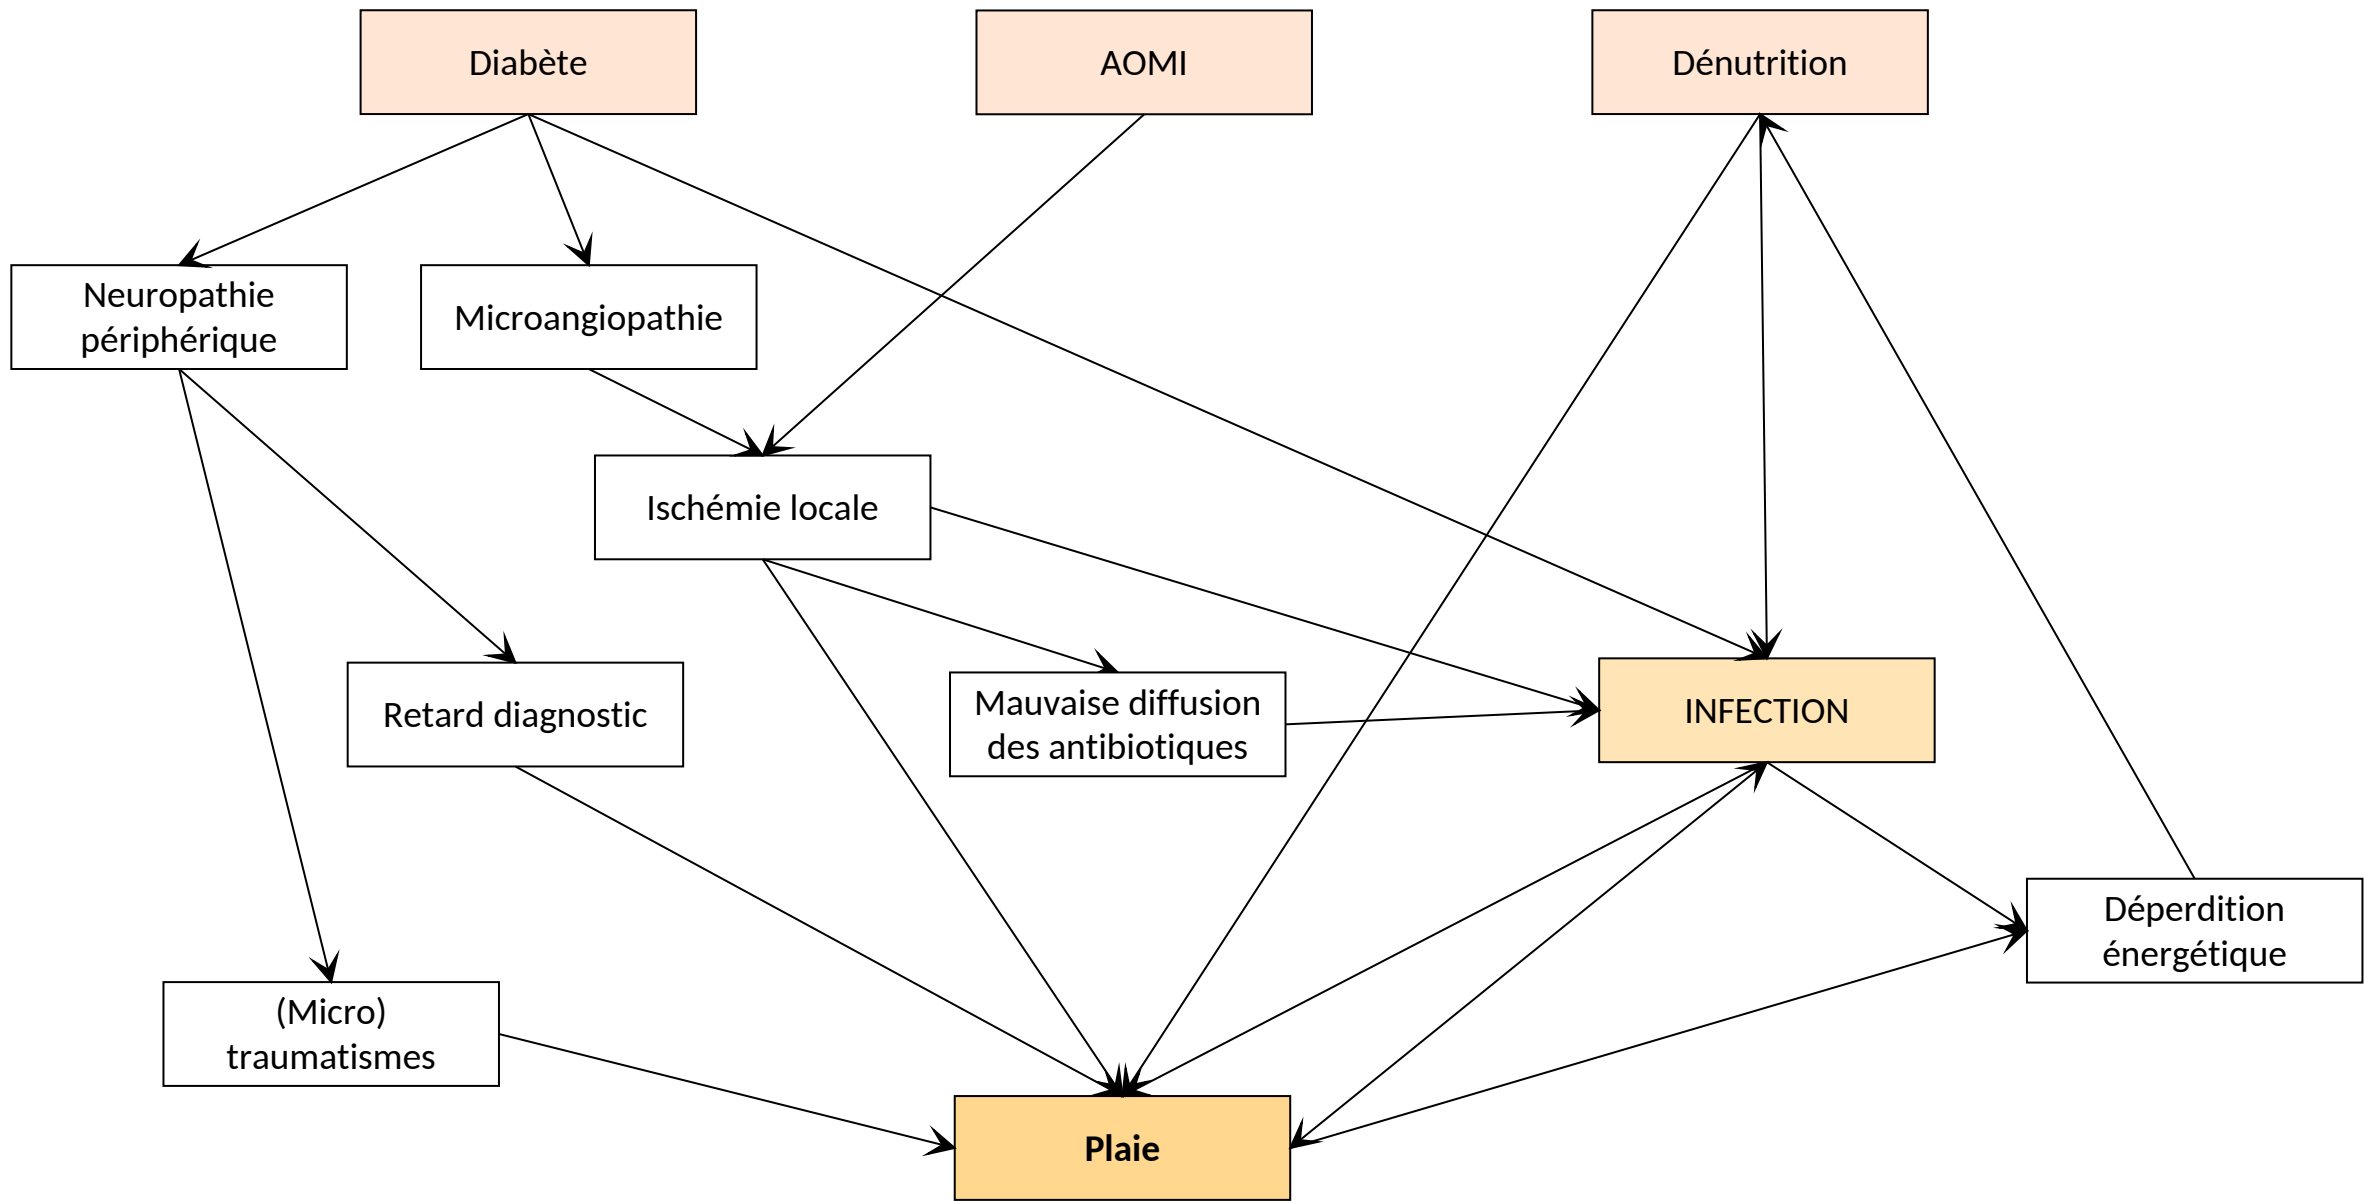 Diabète
AOMI
Dénutrition
Neuropathie
périphérique
Microangiopathie
Ischémie locale
Retard diagnostic
Mauvaise diffusion
des antibiotiques
INFECTION
Déperdition
énergétique
(Micro)
traumatismes
Plaie